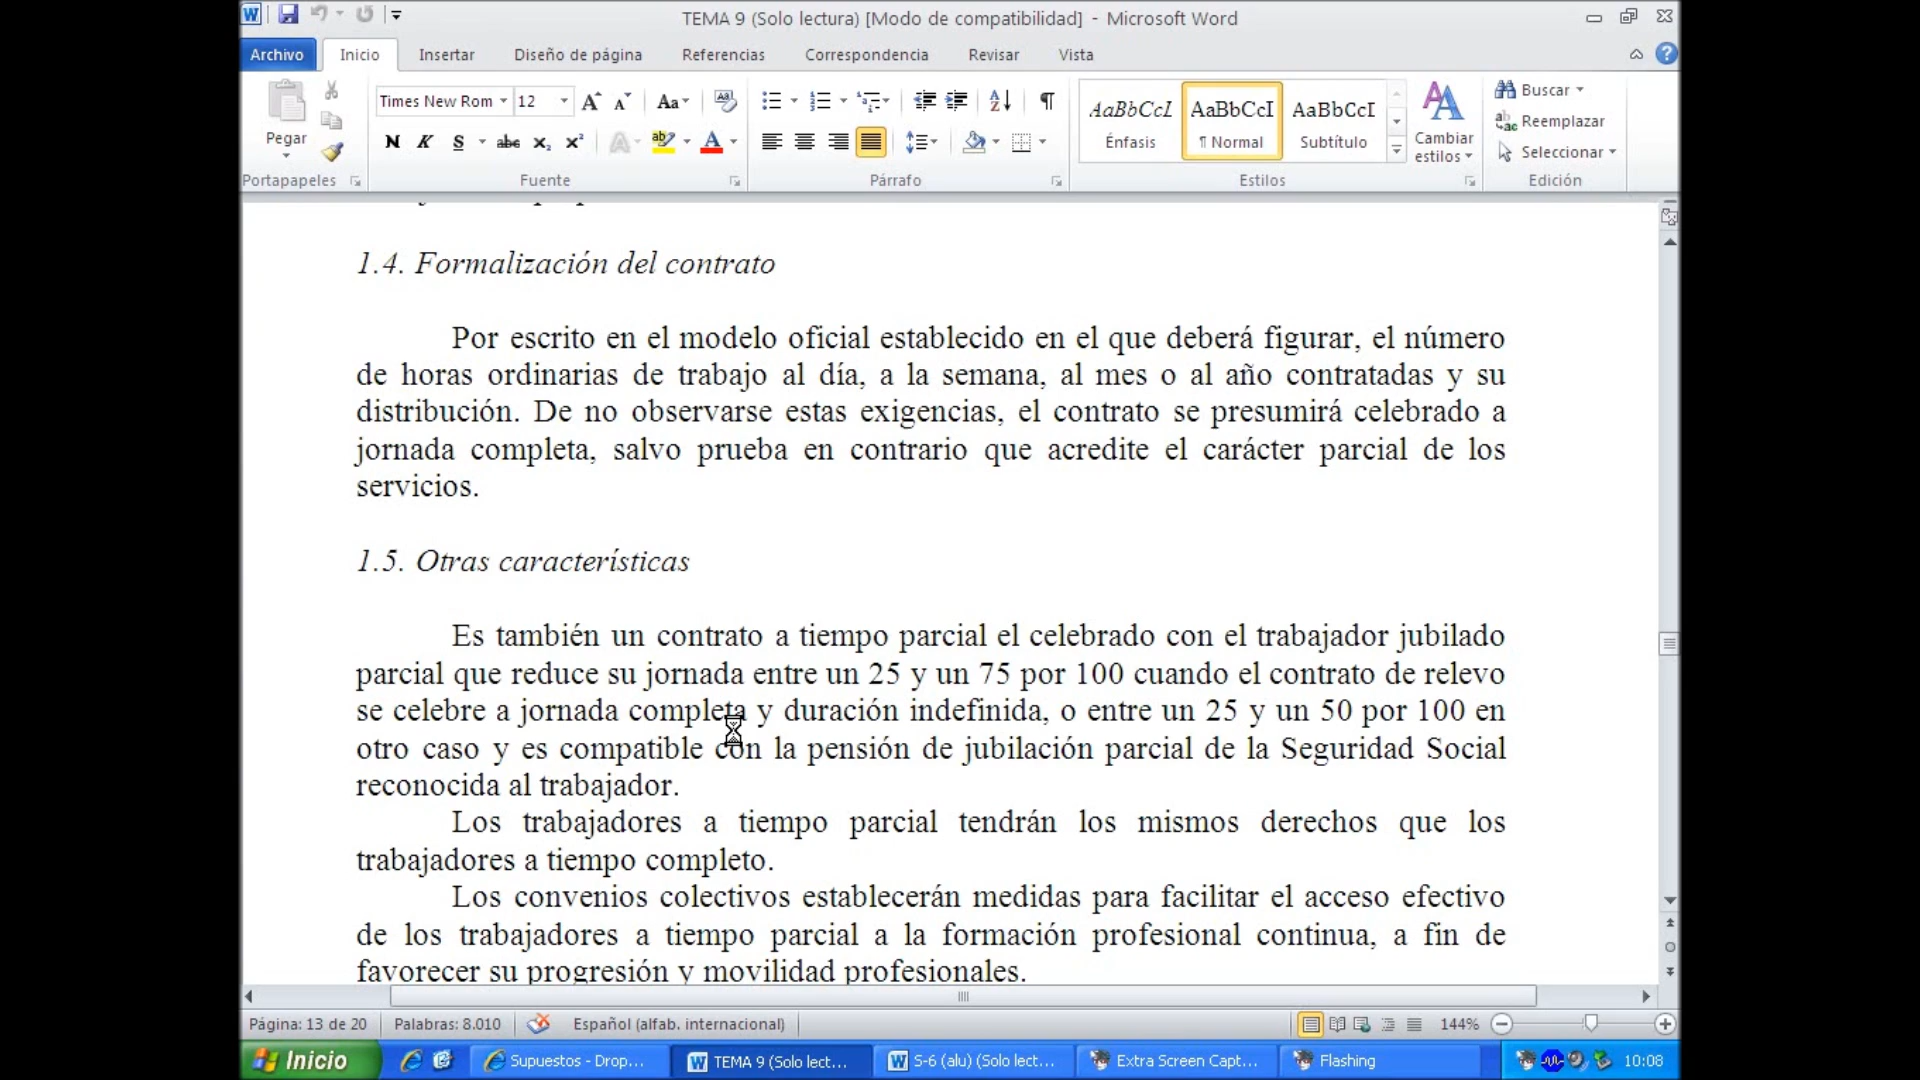 TEMA 9 (Solo lectura) [Modo de compatibilidad] - Microsoft Word
Archivo Inicio Insertar Diseño de página Referencias Correspondencia Revisar Vista
Times New Rom 12 Aa
AaBbCcI AaBbCcI AaBbCcI
Énfasis ¶ Normal Subtítulo
Pegar
N K S abc x₂ x² ab A
Cambiar estilos
Buscar
Reemplazar
Seleccionar
Portapapeles Fuente Párrafo Estilos Edición
1.4. Formalización del contrato
Por escrito en el modelo oficial establecido en el que deberá figurar, el número
de horas ordinarias de trabajo al día, a la semana, al mes o al año contratadas y su
distribución. De no observarse estas exigencias, el contrato se presumirá celebrado a
jornada completa, salvo prueba en contrario que acredite el carácter parcial de los
servicios.
1.5. Otras características
Es también un contrato a tiempo parcial el celebrado con el trabajador jubilado
parcial que reduce su jornada entre un 25 y un 75 por 100 cuando el contrato de relevo
se celebre a jornada completa y duración indefinida, o entre un 25 y un 50 por 100 en
otro caso y es compatible con la pensión de jubilación parcial de la Seguridad Social
reconocida al trabajador.
Los trabajadores a tiempo parcial tendrán los mismos derechos que los
trabajadores a tiempo completo.
Los convenios colectivos establecerán medidas para facilitar el acceso efectivo
de los trabajadores a tiempo parcial a la formación profesional continua, a fin de
favorecer su progresión y movilidad profesionales.
Página: 13 de 20 Palabras: 8.010 Español (alfab. internacional) 144%
Inicio Supuestos - Drop... TEMA 9 (Solo lect... S-6 (alu) (Solo lect... Extra Screen Capt... Flashing 10:08